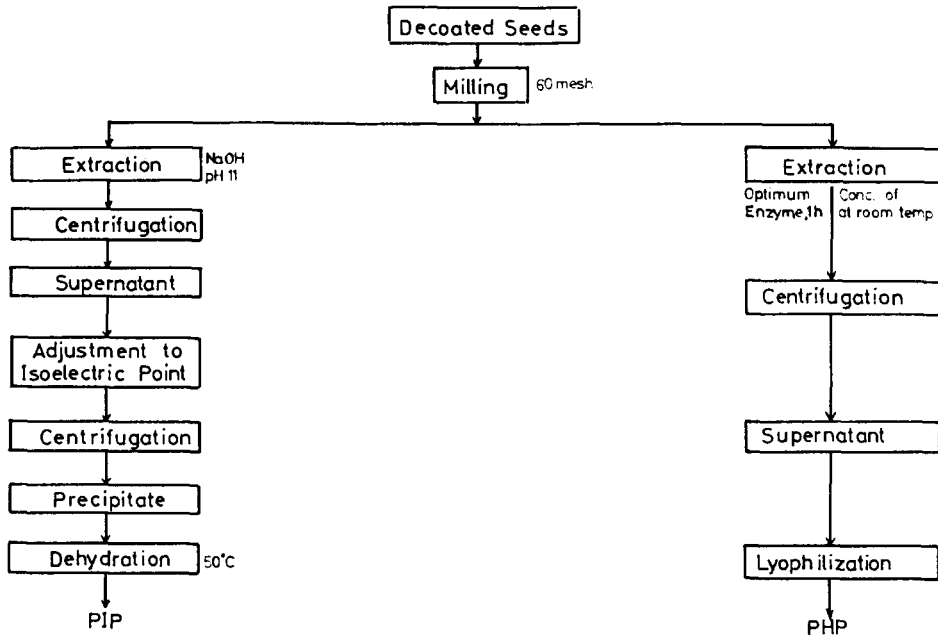 Decoated Seeds
Milling
60 mesh
Extraction
NaOH
pH 11
Centrifugation
Supernatant
Adjustment to
Isoelectric Point
Centrifugation
Precipitate
Dehydration
50°C
PIP
Extraction
Optimum Conc. of
Enzyme, 1h at room temp
Centrifugation
Supernatant
Lyophilization
PHP